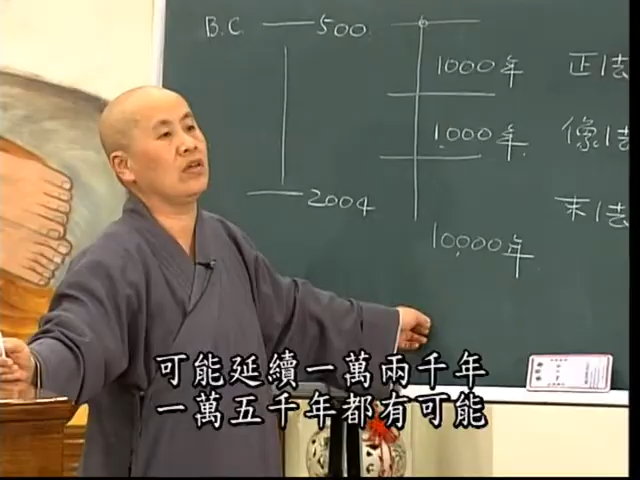 B.C 500
1000年 正法
1000年 像法
2004
10,000年 末法
可能延續一萬兩千年
一萬五千年都有可能